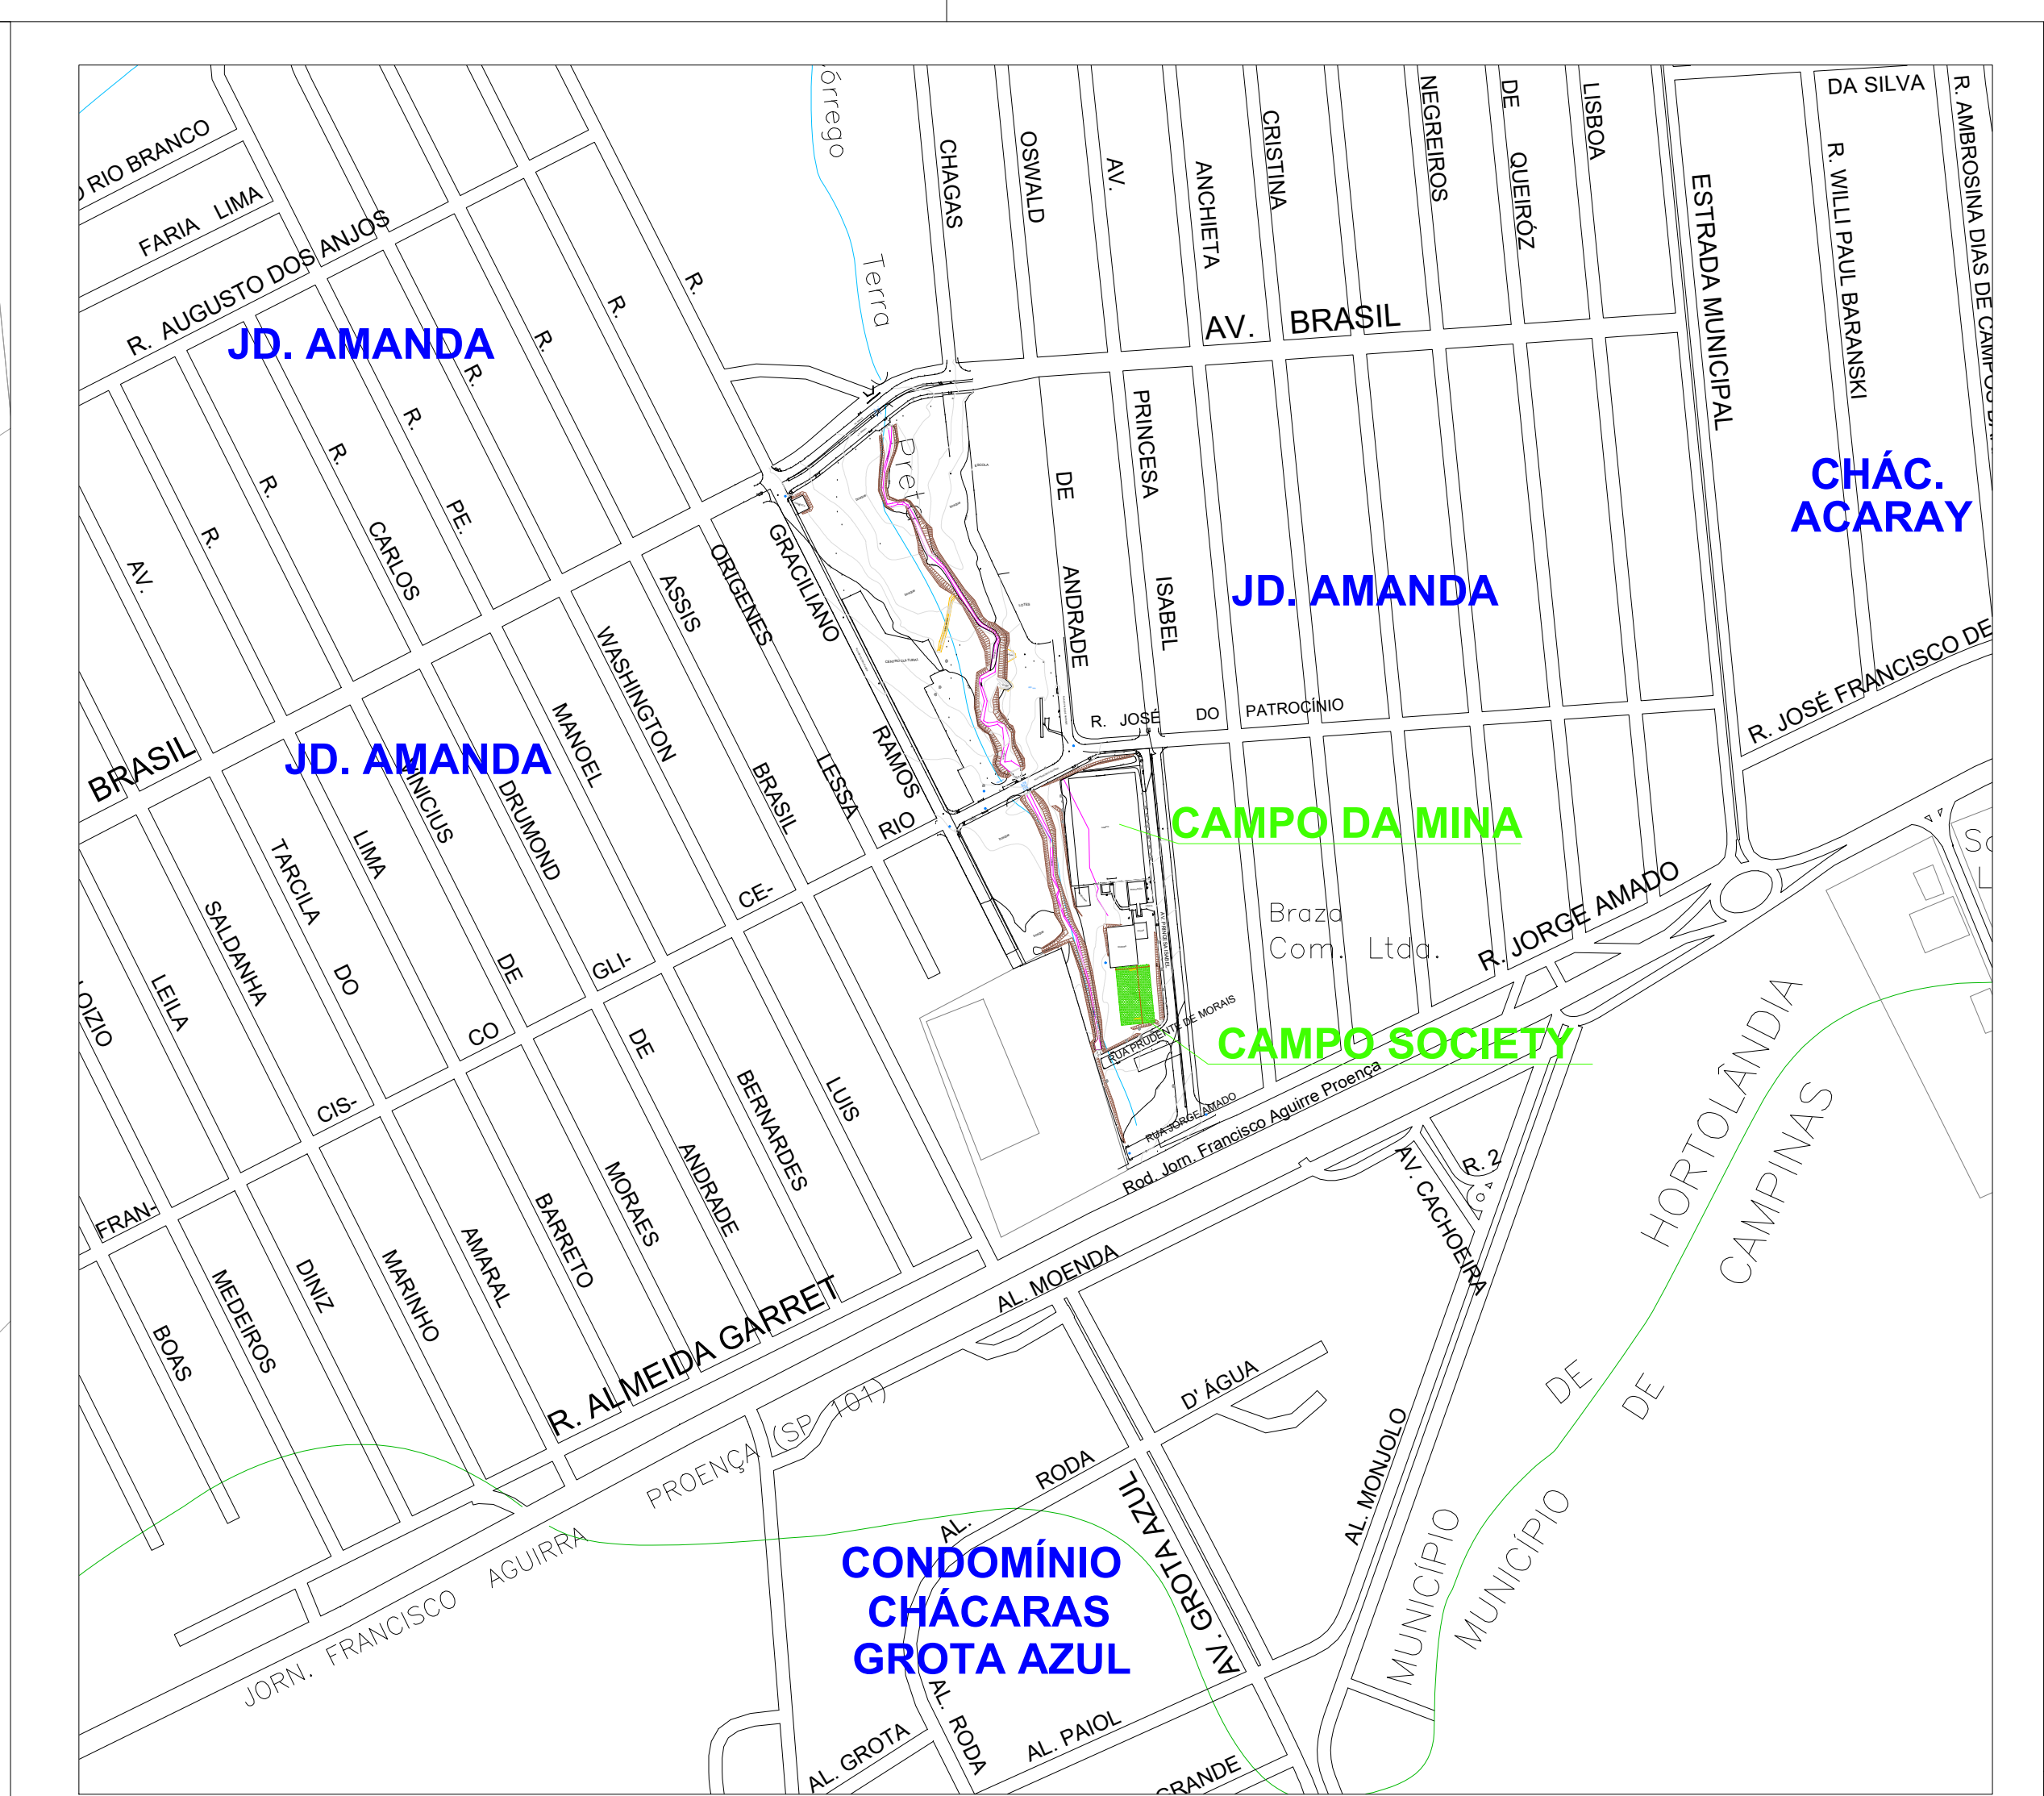 órrego
Terra
CHAGAS
OSWALD
AV.
ANCHIETA
CRISTINA
NEGREIROS
DE
QUEIRÓZ
LISBOA
ESTRADA MUNICIPAL
DA SILVA
R. WILLI PAUL BARANSKI
R. AMBROSINA DIAS DE CAMPOS
O RIO BRANCO
FARIA LIMA
R. AUGUSTO DOS ANJOS
JD. AMANDA
R.
R.
R.
R.
R.
R.
R.
R.
AV.
AV. BRASIL
PRINCESA
ISABEL
DE
ANDRADE
CHÁC.
ACARAY
JD. AMANDA
CARLOS
PE.
ASSIS
ORIGENES
GRACILIANO
WASHINGTON
MANOEL
BRASIL
LESSA
RAMOS
RIO
R. JOSÉ DO PATROCÍNIO
R. JOSÉ FRANCISCO DE
BRASIL
JD. AMANDA
VINICIUS
DRUMOND
LIMA
TARCILA
DO
SALDANHA
LEILA
OIZIO
DE
CE-
GLI-
CO
CIS-
FRAN-
CAMPO DA MINA
Braza
Com. Ltda.
R. JORGE AMADO
AV. PRINCESA ISABEL
RUA PRUDENTE DE MORAIS
CAMPO SOCIETY
RUA JORGE AMADO
Rod. Jorn. Francisco Aguirre Proença
DE
BERNARDES
LUIS
ANDRADE
MORAES
BARRETO
AMARAL
MARINHO
DINIZ
MEDEIROS
BOAS
R. ALMEIDA GARRET
AL. MOENDA
AV. CACHOEIRA
R. 2
HORTOLÂNDIA
CAMPINAS
DE
DE
MUNICÍPIO
MUNICÍPIO
D' ÁGUA
AL. MONJOLO
RODA
AL.
AV. GROTA AZUL
JORN. FRANCISCO AGUIRRA PROENÇA (SP 101)
CONDOMÍNIO
CHÁCARAS
GROTA AZUL
AL. RODA
AL. GROTA
AL. PAIOL
GRANDE